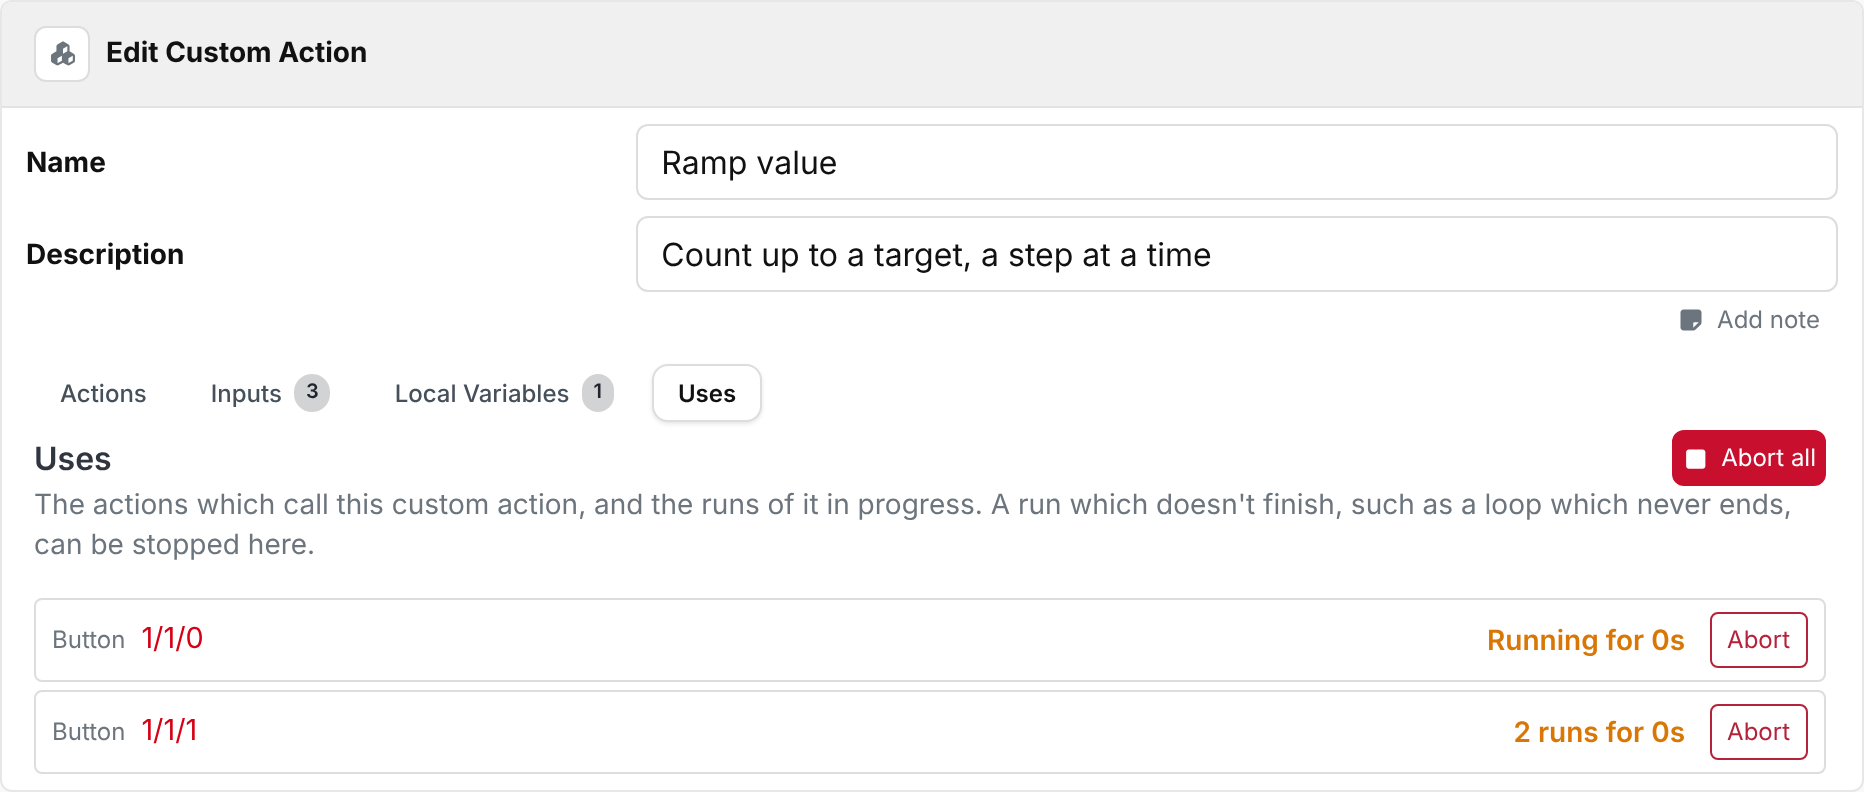 Edit Custom Action
Name
Ramp value
Description
Count up to a target, a step at a time
Add note
Actions Inputs 3 Local Variables 1 Uses
Uses
Abort all
The actions which call this custom action, and the runs of it in progress. A run which doesn't finish, such as a loop which never ends,
can be stopped here.
Button 1/1/0 Running for 0s Abort
Button 1/1/1 2 runs for 0s Abort